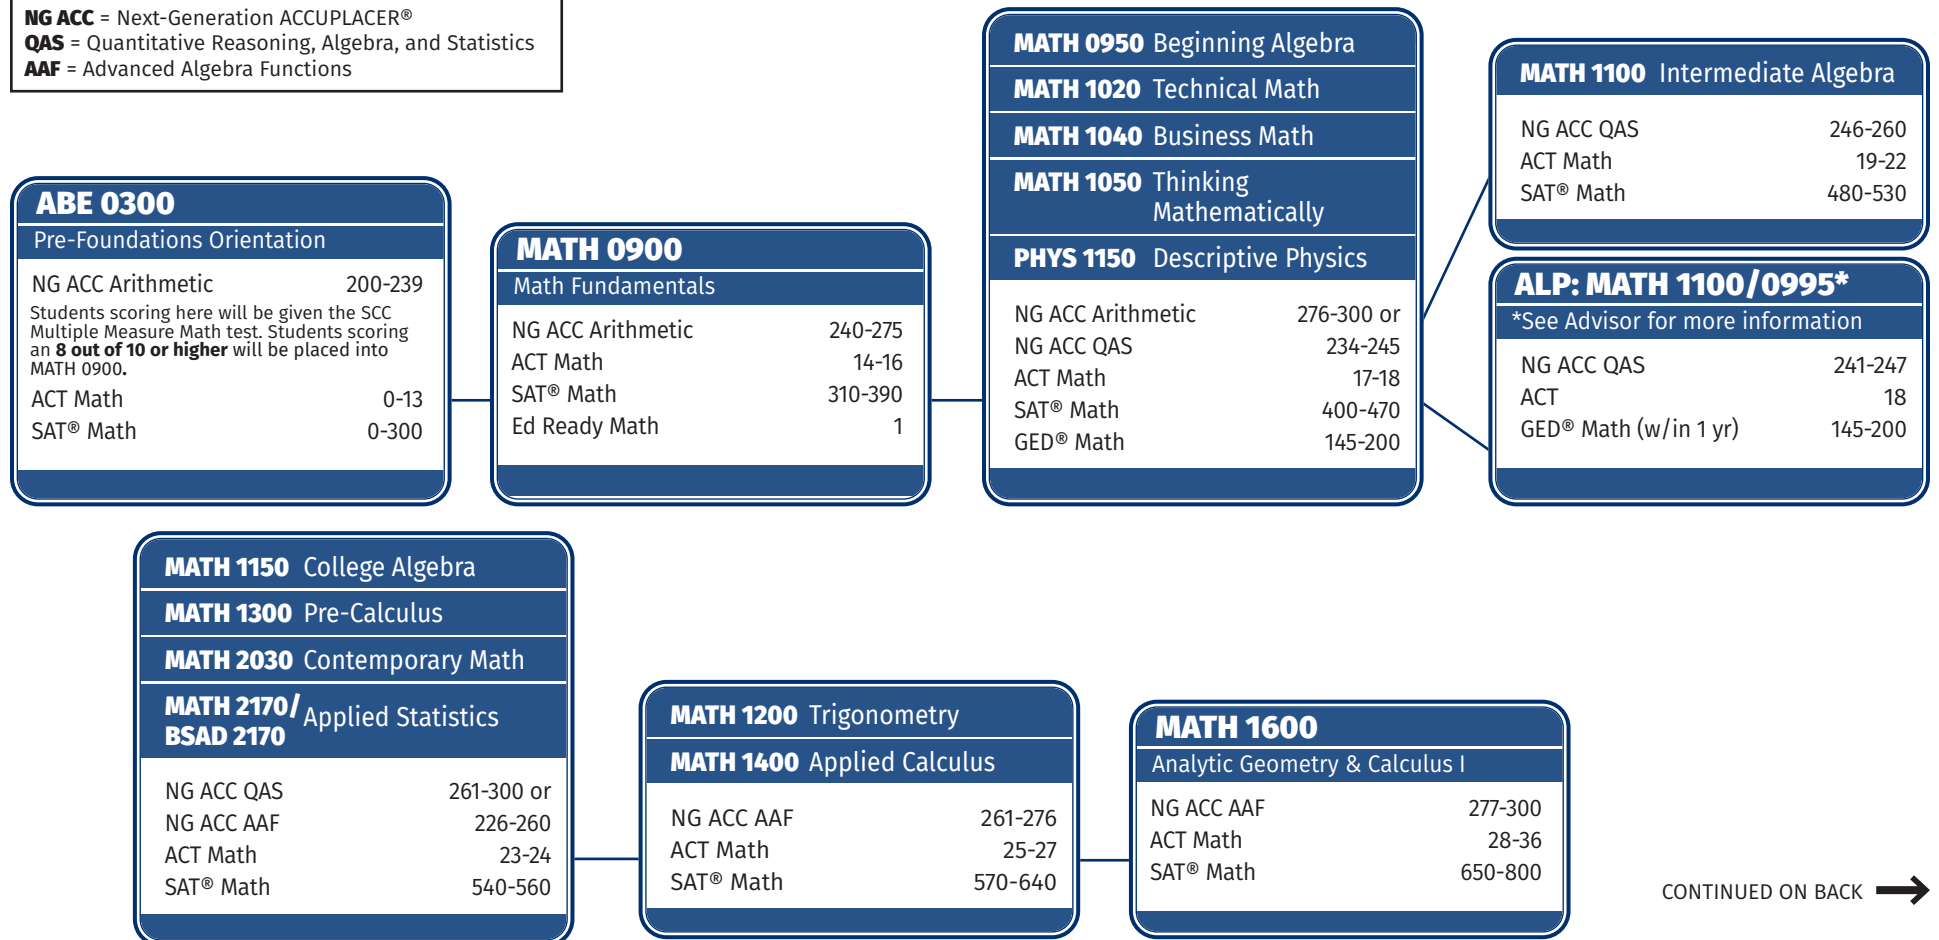 NG ACC = Next-Generation ACCUPLACER®
QAS = Quantitative Reasoning, Algebra, and Statistics
AAF = Advanced Algebra Functions
ABE 0300
Pre-Foundations Orientation
NG ACC Arithmetic 200-239
Students scoring here will be given the SCC
Multiple Measure Math test. Students scoring
an 8 out of 10 or higher will be placed into
MATH 0900.
ACT Math 0-13
SAT® Math 0-300
MATH 0900
Math Fundamentals
NG ACC Arithmetic 240-275
ACT Math 14-16
SAT® Math 310-390
Ed Ready Math 1
MATH 0950 Beginning Algebra
MATH 1020 Technical Math
MATH 1040 Business Math
MATH 1050 Thinking
Mathematically
PHYS 1150 Descriptive Physics
NG ACC Arithmetic 276-300 or
NG ACC QAS 234-245
ACT Math 17-18
SAT® Math 400-470
GED® Math 145-200
MATH 1100 Intermediate Algebra
NG ACC QAS 246-260
ACT Math 19-22
SAT® Math 480-530
ALP: MATH 1100/0995*
*See Advisor for more information
NG ACC QAS 241-247
ACT 18
GED® Math (w/in 1 yr) 145-200
MATH 1150 College Algebra
MATH 1300 Pre-Calculus
MATH 2030 Contemporary Math
MATH 2170/ Applied Statistics
BSAD 2170
NG ACC QAS 261-300 or
NG ACC AAF 226-260
ACT Math 23-24
SAT® Math 540-560
MATH 1200 Trigonometry
MATH 1400 Applied Calculus
NG ACC AAF 261-276
ACT Math 25-27
SAT® Math 570-640
MATH 1600
Analytic Geometry & Calculus I
NG ACC AAF 277-300
ACT Math 28-36
SAT® Math 650-800
CONTINUED ON BACK